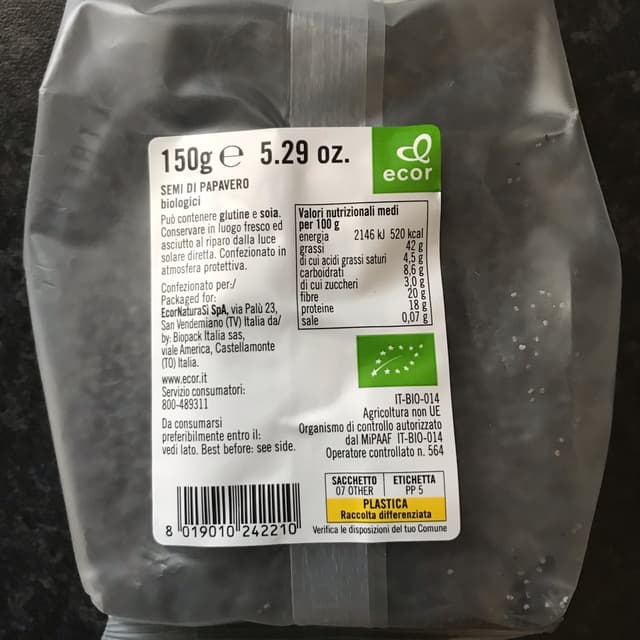 150g e 5.29 oz.
ecor
SEMI DI PAPAVERO
biologici
Può contenere glutine e soia.
Conservare in luogo fresco ed
asciutto al riparo dalla luce
solare diretta. Confezionato in
atmosfera protettiva.
Confezionato per:/
Packaged for:
EcorNaturaSì SpA, via Palù 23,
San Vendemiano (TV) Italia da/
by: Biopack Italia sas,
viale America, Castellamonte
(TO) Italia.
www.ecor.it
Servizio consumatori:
800-489311
Da consumarsi
preferibilmente entro il:
vedi lato. Best before: see side.
Valori nutrizionali medi
per 100 g
energia 2146 kJ 520 kcal
grassi 42 g
di cui acidi grassi saturi 4,5 g
carboidrati 8,6 g
di cui zuccheri 3,0 g
fibre 20 g
proteine 18 g
sale 0,07 g
IT-BIO-014
Agricoltura non UE
Organismo di controllo autorizzato
dal MiPAAF IT-BIO-014
Operatore controllato n. 564
SACCHETTO ETICHETTA
07 OTHER PP 5
PLASTICA
Raccolta differenziata
Verifica le disposizioni del tuo Comune
8 019010 242210